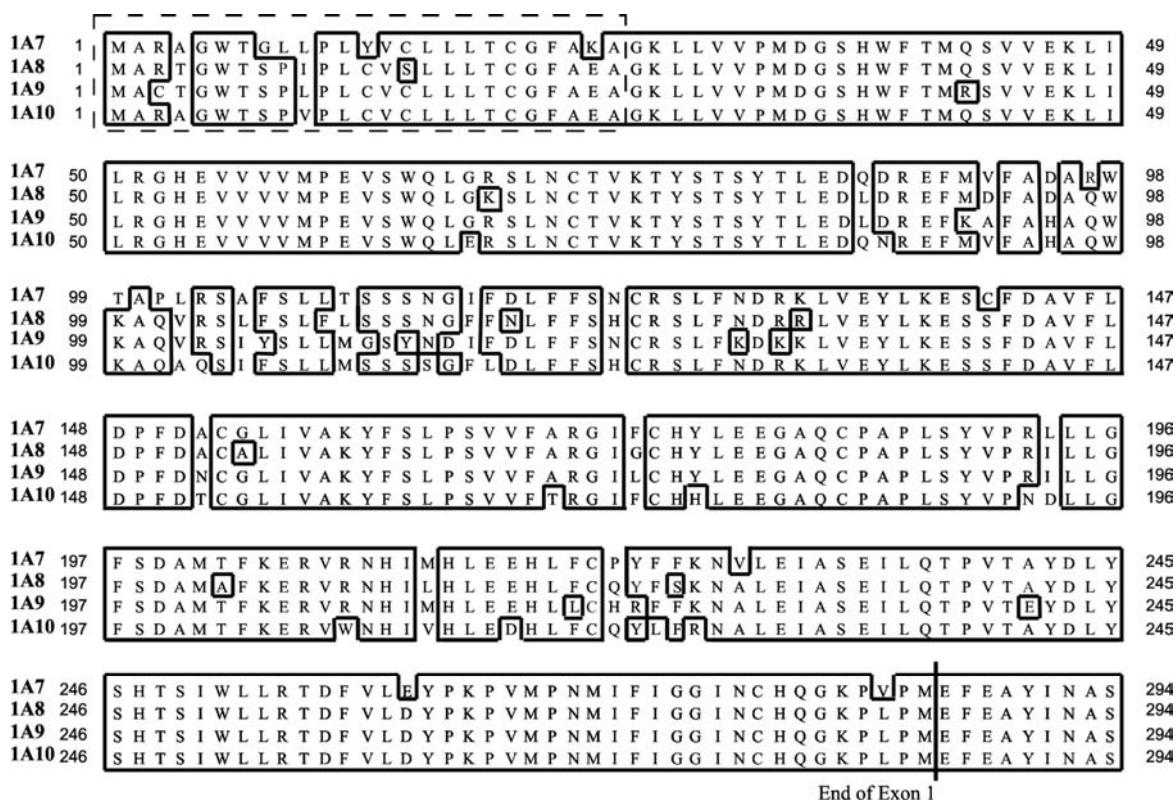 1A7 1 M A R A G W T G L L P L Y V C L L L L T C G F A K A G K L L V V P M D G S H W F T M Q S V V E K L I 49
1A8 1 M A R T G W T S P I P L C V S L L L L T C G F A E A G K L L V V P M D G S H W F T M Q S V V E K L I 49
1A9 1 M A C T G W T S P L P L C V C L L L L T C G F A E A G K L L V V P M D G S H W F T M R S V V E K L I 49
1A10 1 M A R A G W T S P V P L C V C L L L L T C G F A E A G K L L V V P M D G S H W F T M Q S V V E K L I 49
1A7 50 L R G H E V V V V M P E V S W Q L G R S L N C T V K T Y S T S Y T L E D Q D R E F M V F A D A R W 98
1A8 50 L R G H E V V V V M P E V S W Q L G K S L N C T V K T Y S T S Y T L E D L D R E F M D F A D A Q W 98
1A9 50 L R G H E V V V V M P E V S W Q L G R S L N C T V K T Y S T S Y T L E D L D R E F K A F A H A Q W 98
1A10 50 L R G H E V V V V M P E V S W Q L E R S L N C T V K T Y S T S Y T L E D Q N R E F M V F A H A Q W 98
1A7 99 T A P L R S A F S L L T S S S N G I F D L F F S N C R S L F N D R K L V E Y L K E S C F D A V F L 147
1A8 99 K A Q V R S L F S L F L S S S N G F F N L F F S H C R S L F N D R R L V E Y L K E S S F D A V F L 147
1A9 99 K A Q V R S I Y S L L M G S Y N D I F D L F F S N C R S L F K D K K L V E Y L K E S S F D A V F L 147
1A10 99 K A Q A Q S I F S L L M S S S S G F L D L F F S H C R S L F N D R K L V E Y L K E S S F D A V F L 147
1A7 148 D P F D A C G L I V A K Y F S L P S V V F A R G I F C H Y L E E G A Q C P A P L S Y V P R L L L G 196
1A8 148 D P F D A C A L I V A K Y F S L P S V V F A R G I G C H Y L E E G A Q C P A P L S Y V P R I L L G 196
1A9 148 D P F D N C G L I V A K Y F S L P S V V F A R G I L C H Y L E E G A Q C P A P L S Y V P R I L L G 196
1A10 148 D P F D T C G L I V A K Y F S L P S V V F T R G I F C H H L E E G A Q C P A P L S Y V P N D L L G 196
1A7 197 F S D A M T F K E R V R N H I M H L E E H L F C P Y F F K N V L E I A S E I L Q T P V T A Y D L Y 245
1A8 197 F S D A M A F K E R V R N H I L H L E E H L F C Q Y F S K N A L E I A S E I L Q T P V T A Y D L Y 245
1A9 197 F S D A M T F K E R V R N H I M H L E E H L L C H R F F K N A L E I A S E I L Q T P V T E Y D L Y 245
1A10 197 F S D A M T F K E R V W N H I V H L E D H L F C Q Y L F R N A L E I A S E I L Q T P V T A Y D L Y 245
1A7 246 S H T S I W L L R T D F V L E Y P K P V M P N M I F I G G I N C H Q G K P V P M E F E A Y I N A S 294
1A8 246 S H T S I W L L R T D F V L D Y P K P V M P N M I F I G G I N C H Q G K P L P M E F E A Y I N A S 294
1A9 246 S H T S I W L L R T D F V L D Y P K P V M P N M I F I G G I N C H Q G K P L P M E F E A Y I N A S 294
1A10 246 S H T S I W L L R T D F V L D Y P K P V M P N M I F I G G I N C H Q G K P L P M E F E A Y I N A S 294
End of Exon 1